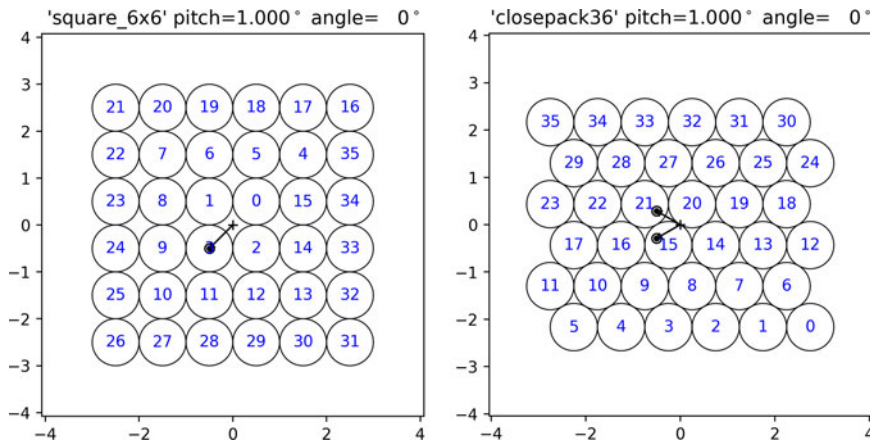 'square_6x6' pitch=1.000° angle= 0°
4
3
2
1
0
−1
−2
−3
−4
21 20 19 18 17 16
22 7 6 5 4 35
23 8 1 0 15 34
24 9 2 14 33
25 10 11 12 13 32
26 27 28 29 30 31
−4 −2 0 2 4
'closepack36' pitch=1.000° angle= 0°
4
3
2
1
0
−1
−2
−3
−4
35 34 33 32 31 30
29 28 27 26 25 24
23 22 21 20 19 18
17 16 15 14 13 12
11 10 9 8 7 6
5 4 3 2 1 0
−4 −2 0 2 4